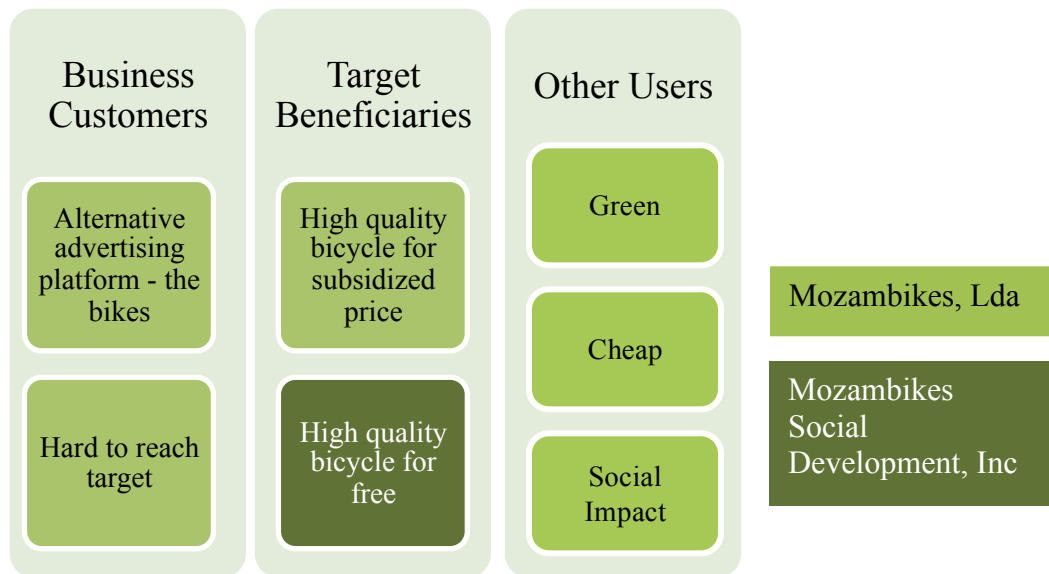 Business
Customers
Alternative
advertising
platform - the
bikes
Hard to reach
target
Target
Beneficiaries
High quality
bicycle for
subsidized
price
High quality
bicycle for
free
Other Users
Green
Cheap
Social
Impact
Mozambikes, Lda
Mozambikes
Social
Development, Inc